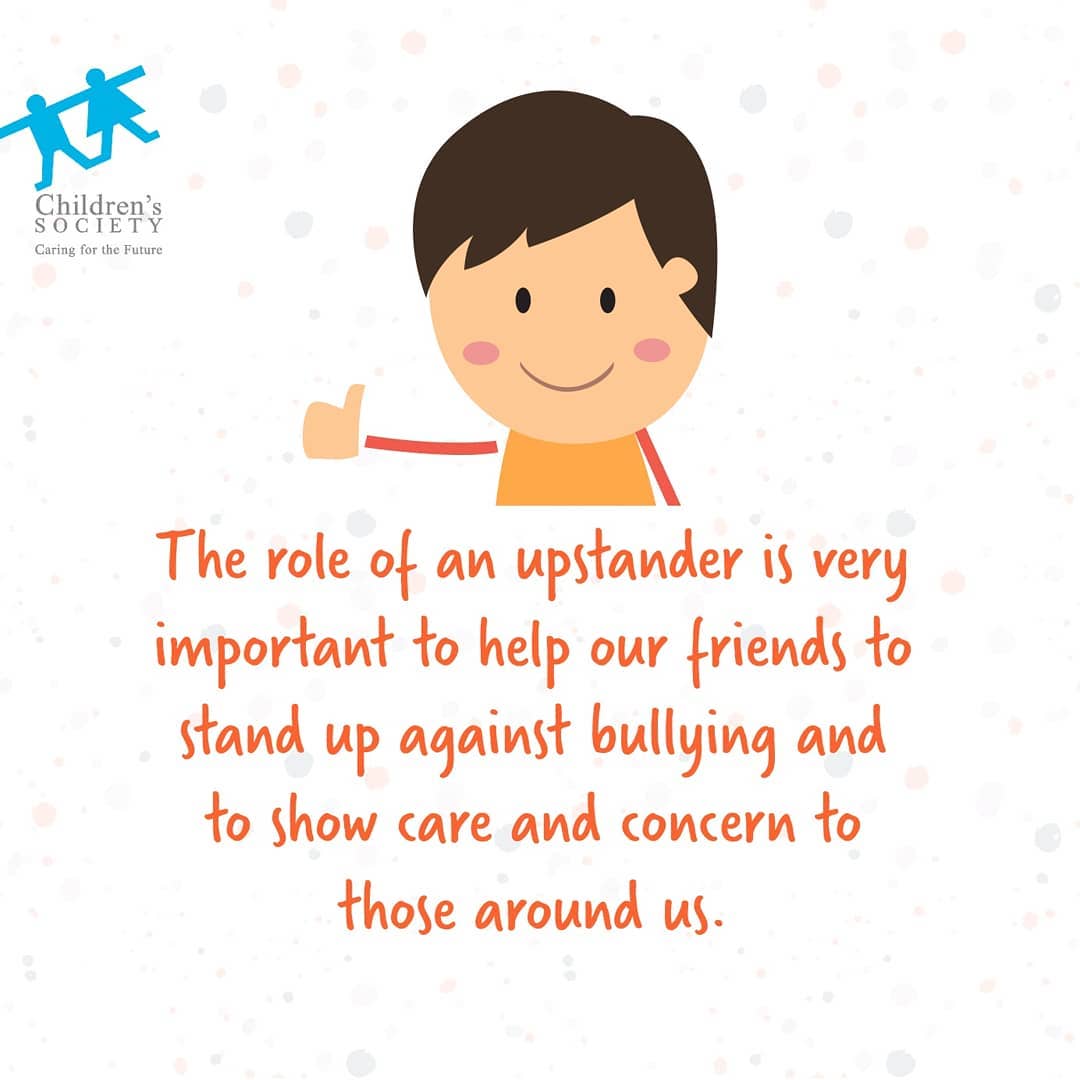 Children's
SOCIETY
Caring for the Future
The role of an upstander is very
important to help our friends to
stand up against bullying and
to show care and concern to
those around us.